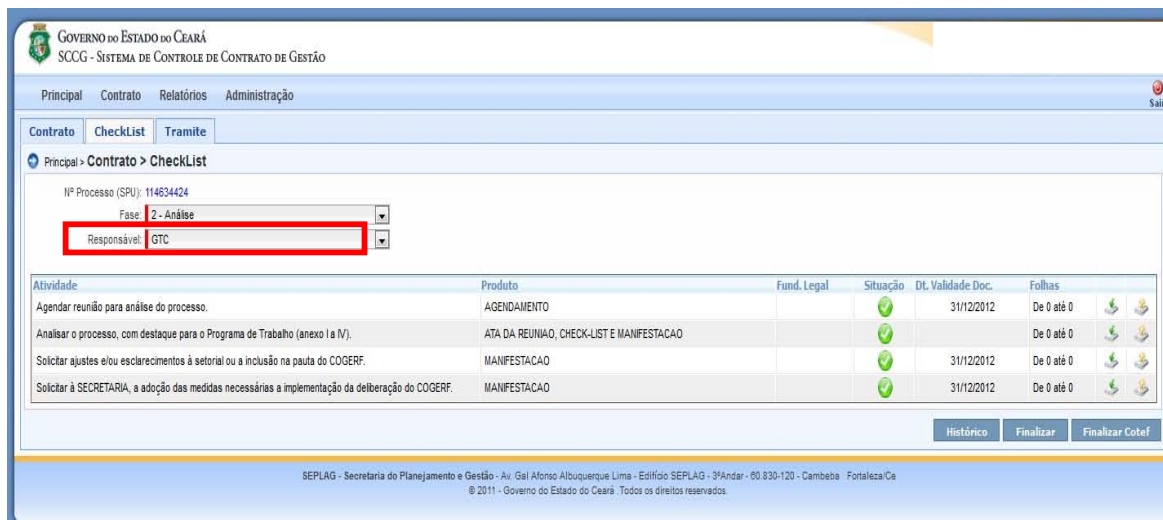 GOVERNO DO ESTADO DO CEARÁ
SCCG - SISTEMA DE CONTROLE DE CONTRATO DE GESTÃO
Principal Contrato Relatórios Administração
Sair
Contrato CheckList Tramite
Principal > Contrato > CheckList
Nº Processo (SPU): 114634424
Fase: 2 - Análise
Responsável: GTC
Atividade Produto Fund. Legal Situação Dt. Validade Doc. Folhas
Agendar reunião para análise do processo. AGENDAMENTO 31/12/2012 De 0 até 0
Analisar o processo, com destaque para o Programa de Trabalho (anexo I a IV). ATA DA REUNIAO, CHECK-LIST E MANIFESTACAO De 0 até 0
Solicitar ajustes e/ou esclarecimentos à setorial ou a inclusão na pauta do COGERF. MANIFESTACAO 31/12/2012 De 0 até 0
Solicitar à SECRETARIA, a adoção das medidas necessárias a implementação da deliberação do COGERF. MANIFESTACAO 31/12/2012 De 0 até 0
Histórico Finalizar Finalizar Cotef
SEPLAG - Secretaria do Planejamento e Gestão - Av. Gal Afonso Albuquerque Lima - Edifício SEPLAG - 3ªAndar - 60.830-120 - Cambeba Fortaleza/Ce
© 2011 - Governo do Estado do Ceará .Todos os direitos reservados.